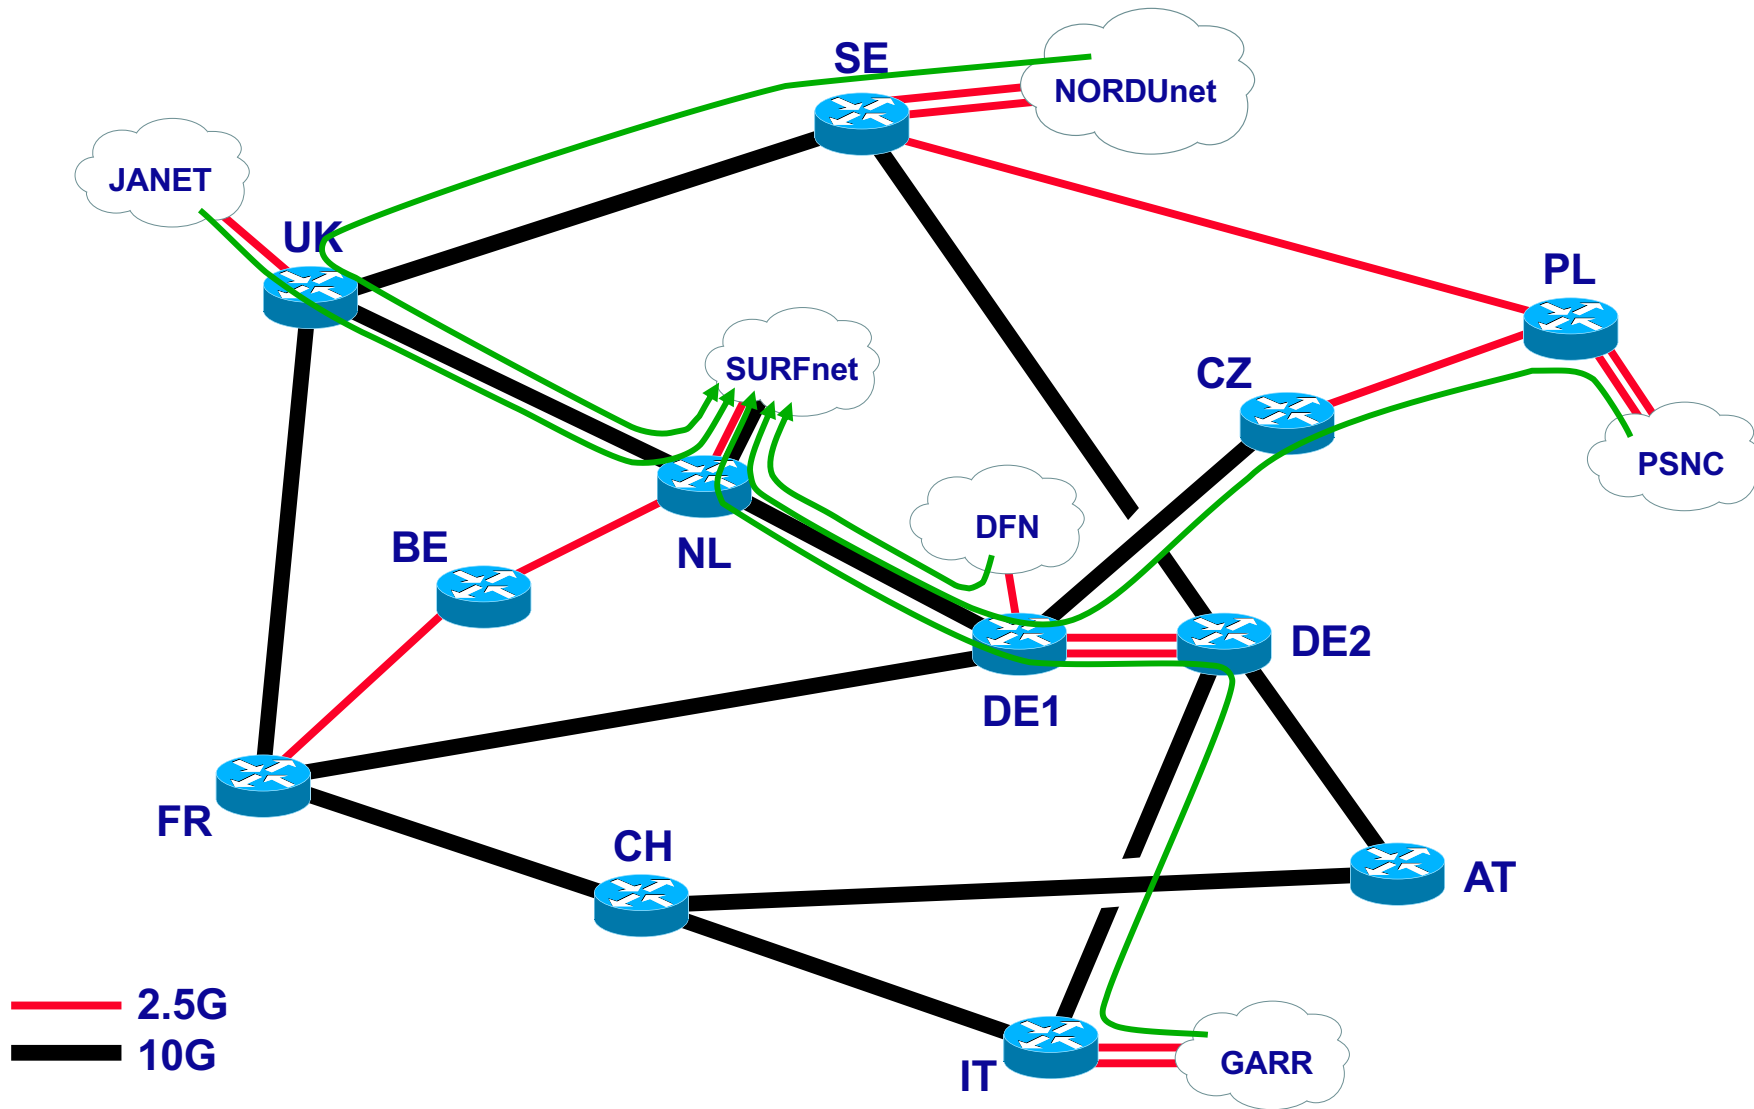 SE
NORDUnet
JANET
UK
PL
SURFnet
CZ
PSNC
DFN
BE
NL
DE2
DE1
FR
CH
AT
2.5G
10G
IT
GARR